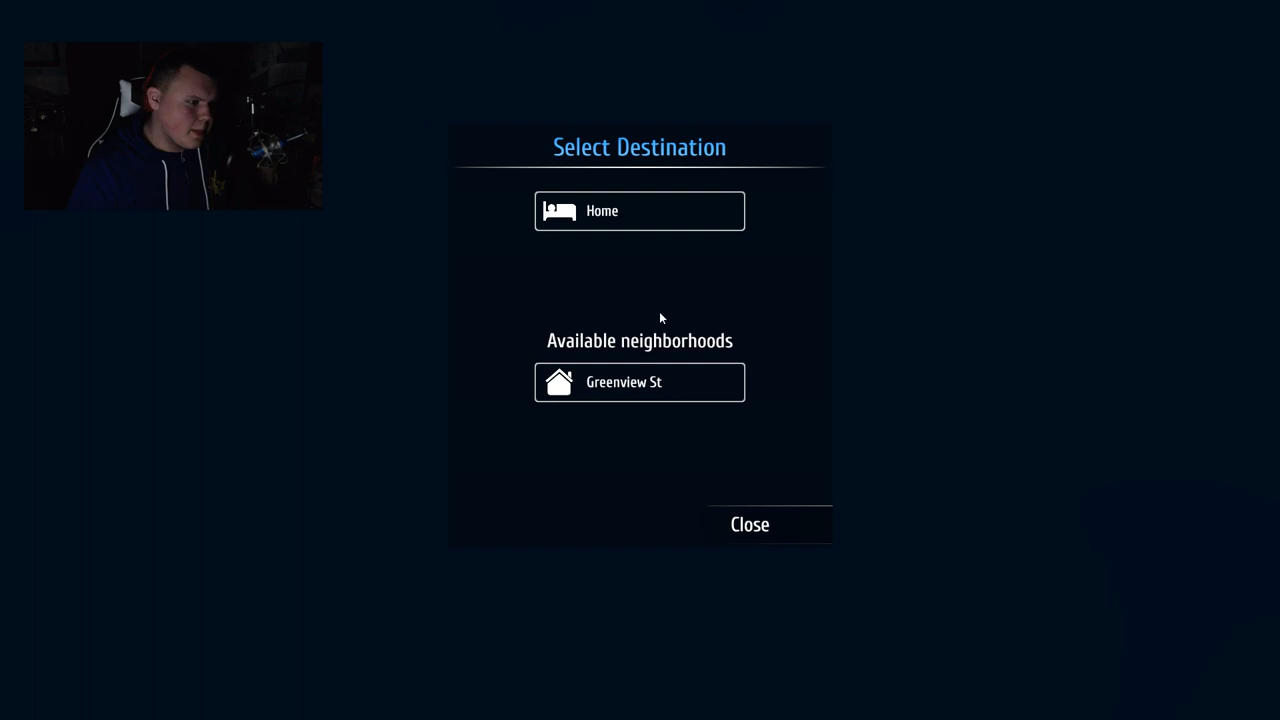 Select Destination
Home
Available neighborhoods
Greenview St
Close